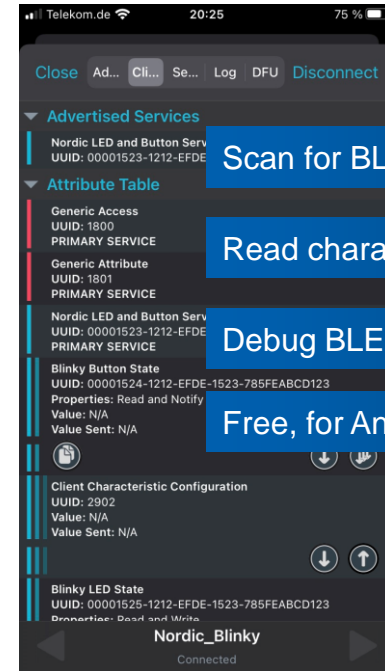 Telekom.de 20:25 75 %
Close Ad... Cli... Se... Log DFU Disconnect
Advertised Services
Nordic LED and Button Serv
UUID: 00001523-1212-EFDE
Scan for BL
Attribute Table
Generic Access
UUID: 1800
PRIMARY SERVICE
Read chara
Generic Attribute
UUID: 1801
PRIMARY SERVICE
Nordic LED and Button Serv
UUID: 00001523-1212-EFDE
PRIMARY SERVICE
Debug BLE
Blinky Button State
UUID: 00001524-1212-EFDE-1523-785FEABCD123
Properties: Read and Notify
Value: N/A
Value Sent: N/A
Free, for An
Client Characteristic Configuration
UUID: 2902
Value: N/A
Value Sent: N/A
Blinky LED State
UUID: 00001525-1212-EFDE-1523-785FEABCD123
Properties: Read and Write
Nordic_Blinky
Connected